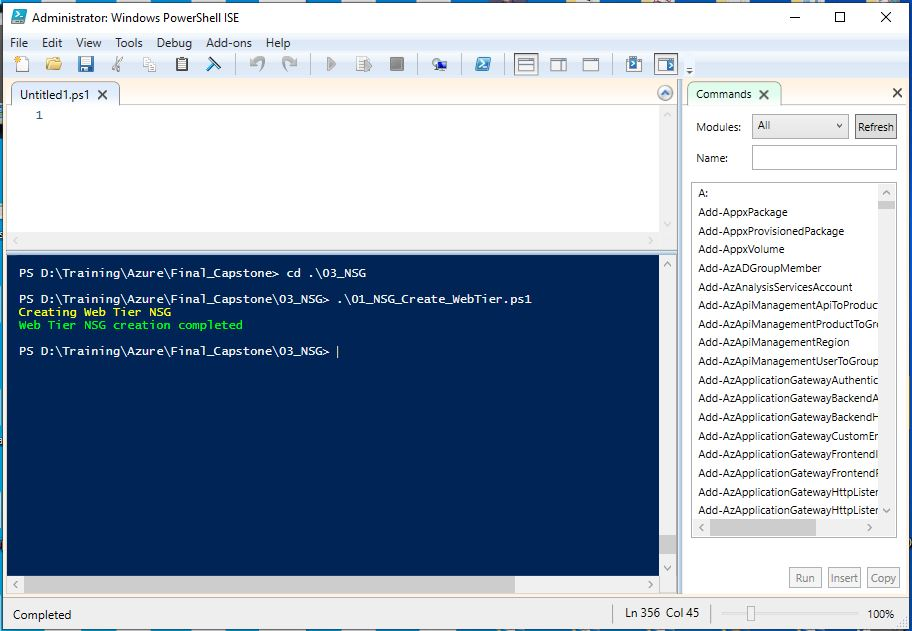 Administrator: Windows PowerShell ISE
File Edit View Tools Debug Add-ons Help
Untitled1.ps1
1
PS D:\Training\Azure\Final_Capstone> cd .\03_NSG
PS D:\Training\Azure\Final_Capstone\03_NSG> .\01_NSG_Create_WebTier.ps1
Creating Web Tier NSG
Web Tier NSG creation completed
PS D:\Training\Azure\Final_Capstone\03_NSG>
Commands
Modules: All Refresh
Name:
A:
Add-AppxPackage
Add-AppxProvisionedPackage
Add-AppxVolume
Add-AzADGroupMember
Add-AzAnalysisServicesAccount
Add-AzApiManagementApiToProduc
Add-AzApiManagementProductToGr
Add-AzApiManagementRegion
Add-AzApiManagementUserToGroup
Add-AzApplicationGatewayAuthentic
Add-AzApplicationGatewayBackendA
Add-AzApplicationGatewayBackendH
Add-AzApplicationGatewayCustomEr
Add-AzApplicationGatewayFrontendI
Add-AzApplicationGatewayFrontendP
Add-AzApplicationGatewayHttpListen
Add-AzApplicationGatewayHttpListen
Run Insert Copy
Completed
Ln 356 Col 45
100%